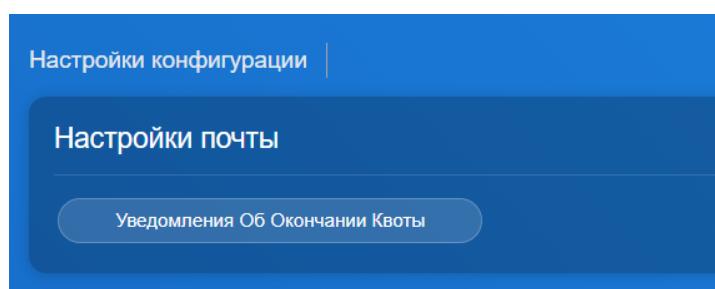 Настройки конфигурации
Настройки почты
Уведомления Об Окончании Квоты